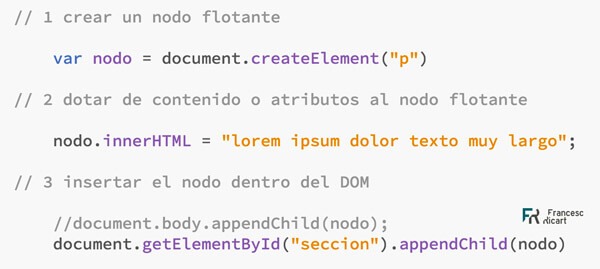 // 1 crear un nodo flotante
var nodo = document.createElement("p")
// 2 dotar de contenido o atributos al nodo flotante
nodo.innerHTML = "lorem ipsum dolor texto muy largo";
// 3 insertar el nodo dentro del DOM
//document.body.appendChild(nodo);
document.getElementById("seccion").appendChild(nodo)
FR Francesc
Ricart